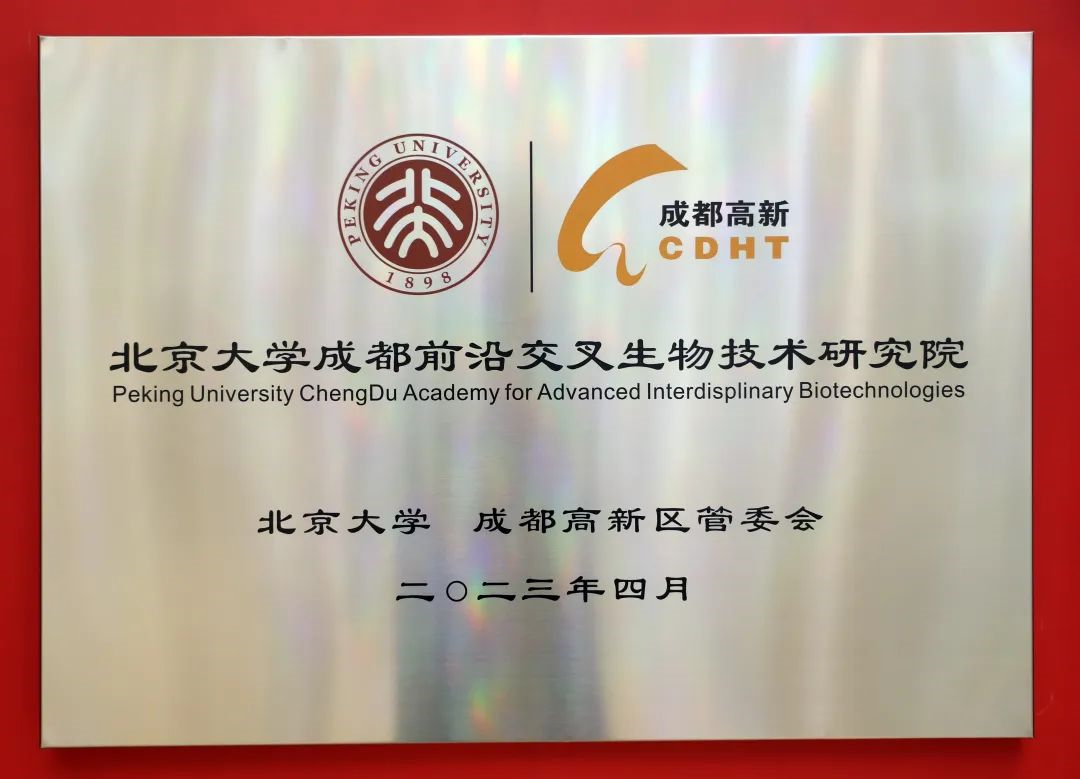 PEKING UNIVERSITY
1898
成都高新
CDHT
北京大学成都前沿交叉生物技术研究院
Peking University ChengDu Academy for Advanced Interdisplinary Biotechnologies
北京大学 成都高新区管委会
二〇二三年四月